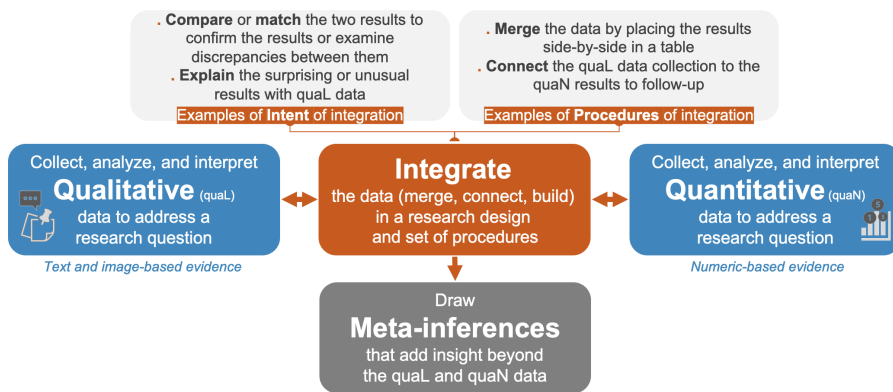 . Compare or match the two results to
confirm the results or examine
discrepancies between them
. Explain the surprising or unusual
results with quaL data
Examples of Intent of integration
. Merge the data by placing the results
side-by-side in a table
. Connect the quaL data collection to the
quaN results to follow-up
Examples of Procedures of integration
Collect, analyze, and interpret
Qualitative (quaL)
data to address a
research question
Text and image-based evidence
Integrate
the data (merge, connect, build)
in a research design
and set of procedures
Collect, analyze, and interpret
Quantitative (quaN)
data to address a
research question
Numeric-based evidence
Draw
Meta-inferences
that add insight beyond
the quaL and quaN data